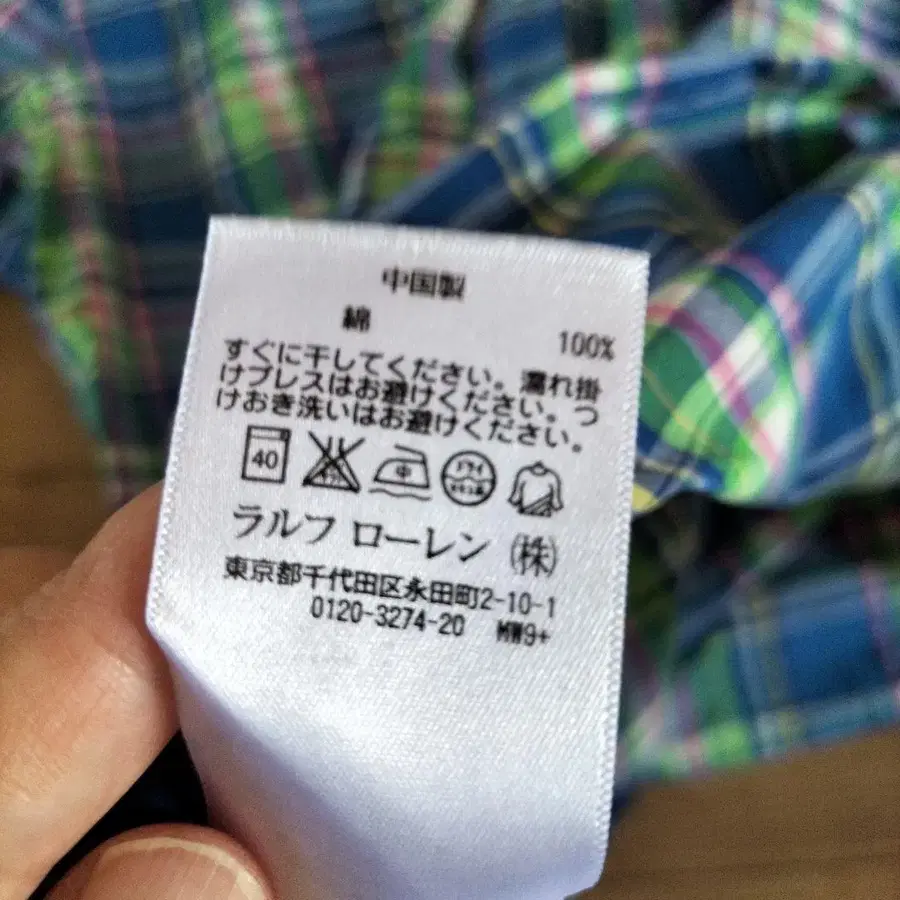 中国製
綿 100%
すぐに干してください。濡れ掛
けプレスはお避けください。つ
けおき洗いはお避けください。
40 中 ドライ
ラルフ ローレン (株)
東京都千代田区永田町2-10-1
0120-3274-20 MW9+